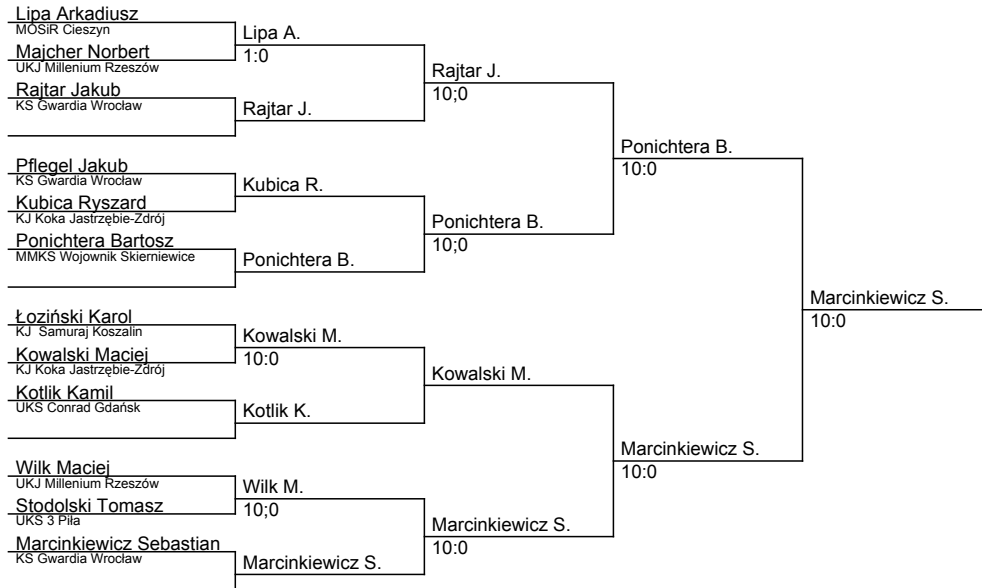 Lipa Arkadiusz
MOSiR Cieszyn
Lipa A.
Majcher Norbert
1:0
UKJ Millenium Rzeszów
Rajtar J.
Rajtar Jakub
10;0
KS Gwardia Wrocław
Rajtar J.
Ponichtera B.
Pflegel Jakub
10:0
KS Gwardia Wrocław
Kubica R.
Kubica Ryszard
KJ Koka Jastrzębie-Zdrój
Ponichtera B.
Ponichtera Bartosz
10;0
MMKS Wojownik Skierniewice
Ponichtera B.
Marcinkiewicz S.
10:0
Łoziński Karol
KJ  Samuraj Koszalin
Kowalski M.
Kowalski Maciej
10:0
KJ Koka Jastrzębie-Zdrój
Kowalski M.
Kotlik Kamil
UKS Conrad Gdańsk
Kotlik K.
Marcinkiewicz S.
10:0
Wilk Maciej
UKJ Millenium Rzeszów
Wilk M.
Stodolski Tomasz
10;0
UKS 3 Piła
Marcinkiewicz S.
10:0
Marcinkiewicz Sebastian
KS Gwardia Wrocław
Marcinkiewicz S.